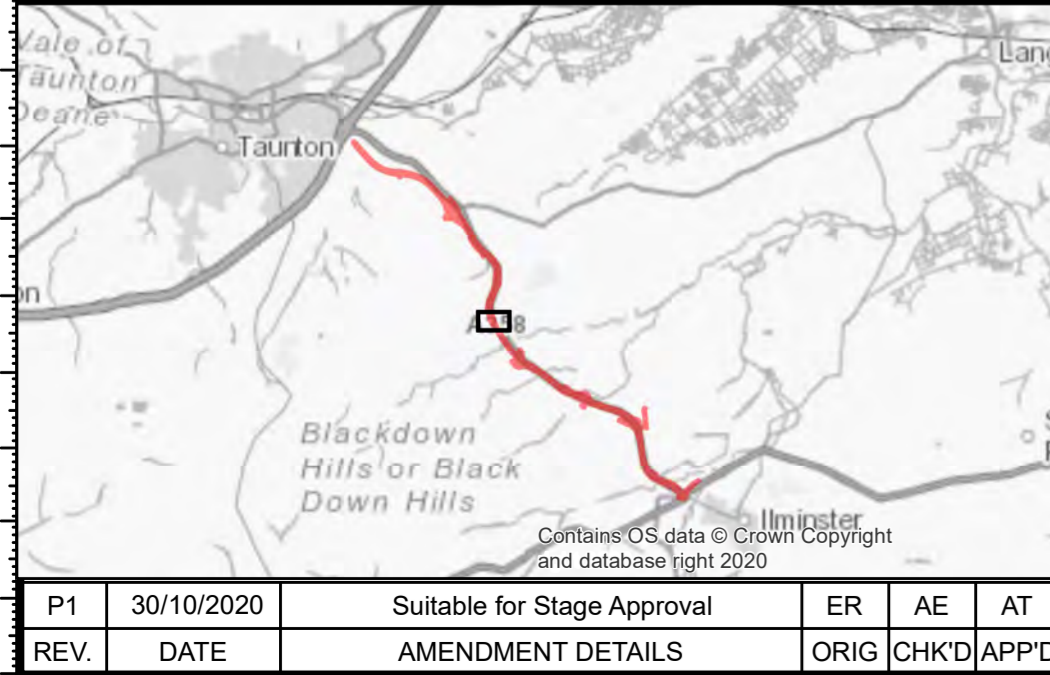 Vale of
Taunton
Deane
Lang
Taunton
on
Blackdown
Hills or Black
Down Hills
Ilminster
Contains OS data © Crown Copyright
and database right 2020
P1 30/10/2020 Suitable for Stage Approval ER AE AT
REV. DATE AMENDMENT DETAILS ORIG CHK'D APP'D